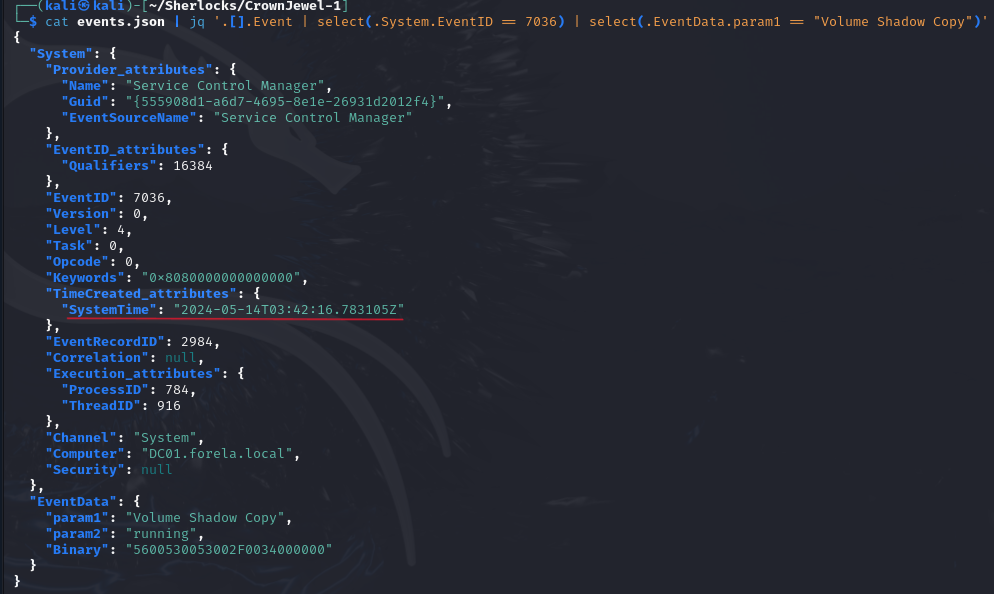 ┌──(kali㉿kali)-[~/Sherlocks/CrownJewel-1]
└─$ cat events.json | jq '.[].Event | select(.System.EventID == 7036) | select(.EventData.param1 == "Volume Shadow Copy")'
{
  "System": {
    "Provider_attributes": {
      "Name": "Service Control Manager",
      "Guid": "{555908d1-a6d7-4695-8e1e-26931d2012f4}",
      "EventSourceName": "Service Control Manager"
    },
    "EventID_attributes": {
      "Qualifiers": 16384
    },
    "EventID": 7036,
    "Version": 0,
    "Level": 4,
    "Task": 0,
    "Opcode": 0,
    "Keywords": "0x8080000000000000",
    "TimeCreated_attributes": {
      "SystemTime": "2024-05-14T03:42:16.783105Z"
    },
    "EventRecordID": 2984,
    "Correlation": null,
    "Execution_attributes": {
      "ProcessID": 784,
      "ThreadID": 916
    },
    "Channel": "System",
    "Computer": "DC01.forela.local",
    "Security": null
  },
  "EventData": {
    "param1": "Volume Shadow Copy",
    "param2": "running",
    "Binary": "5600530053002F0034000000"
  }
}